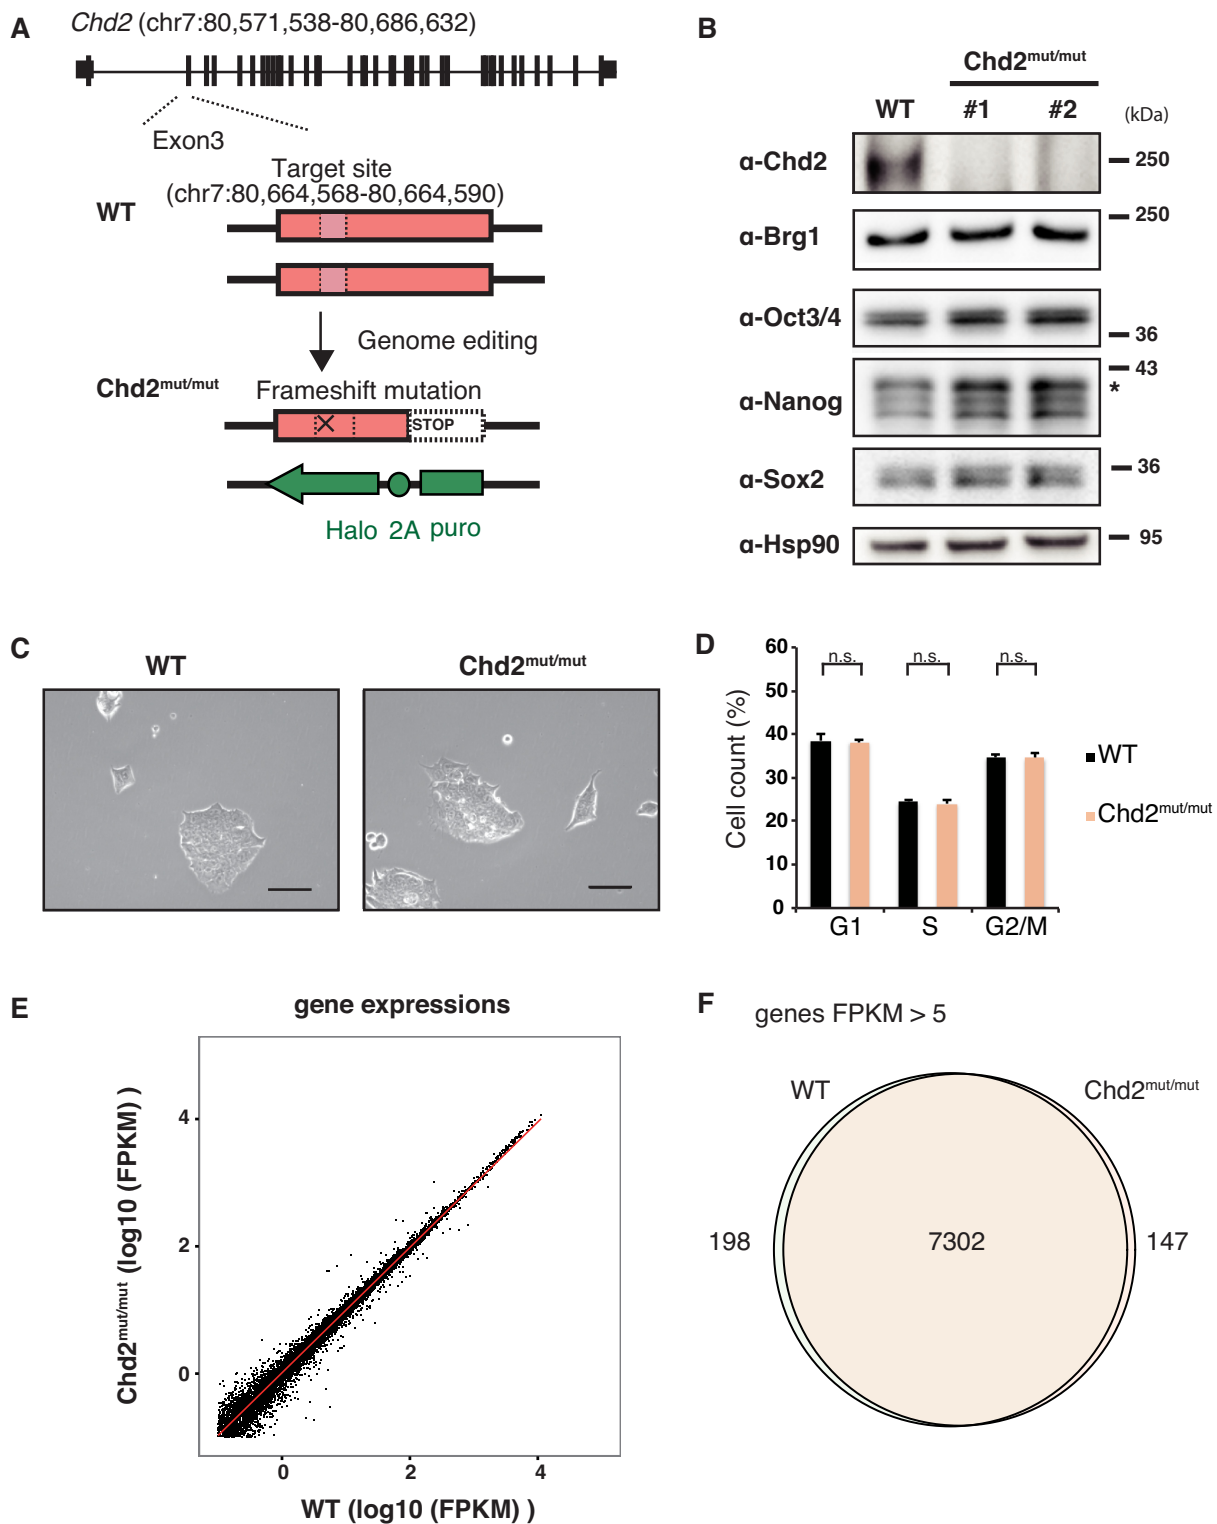 A
Chd2 (chr7:80,571,538-80,686,632)
Exon3
Target site
(chr7:80,664,568-80,664,590)
WT
Genome editing
Chd2mut/mut
Frameshift mutation
STOP
Halo 2A puro
B
Chd2mut/mut
WT #1 #2 (kDa)
α-Chd2 250
250
α-Brg1
α-Oct3/4
36
43
*
α-Nanog
36
α-Sox2
95
α-Hsp90
C
WT Chd2mut/mut
D
Cell count (%)
60
50
40
30
20
10
0
n.s. n.s. n.s.
G1 S G2/M
WT
Chd2mut/mut
E
gene expressions
Chd2mut/mut (log10 (FPKM) )
4
2
0
0 2 4
WT (log10 (FPKM) )
F
genes FPKM > 5
WT Chd2mut/mut
198 7302 147